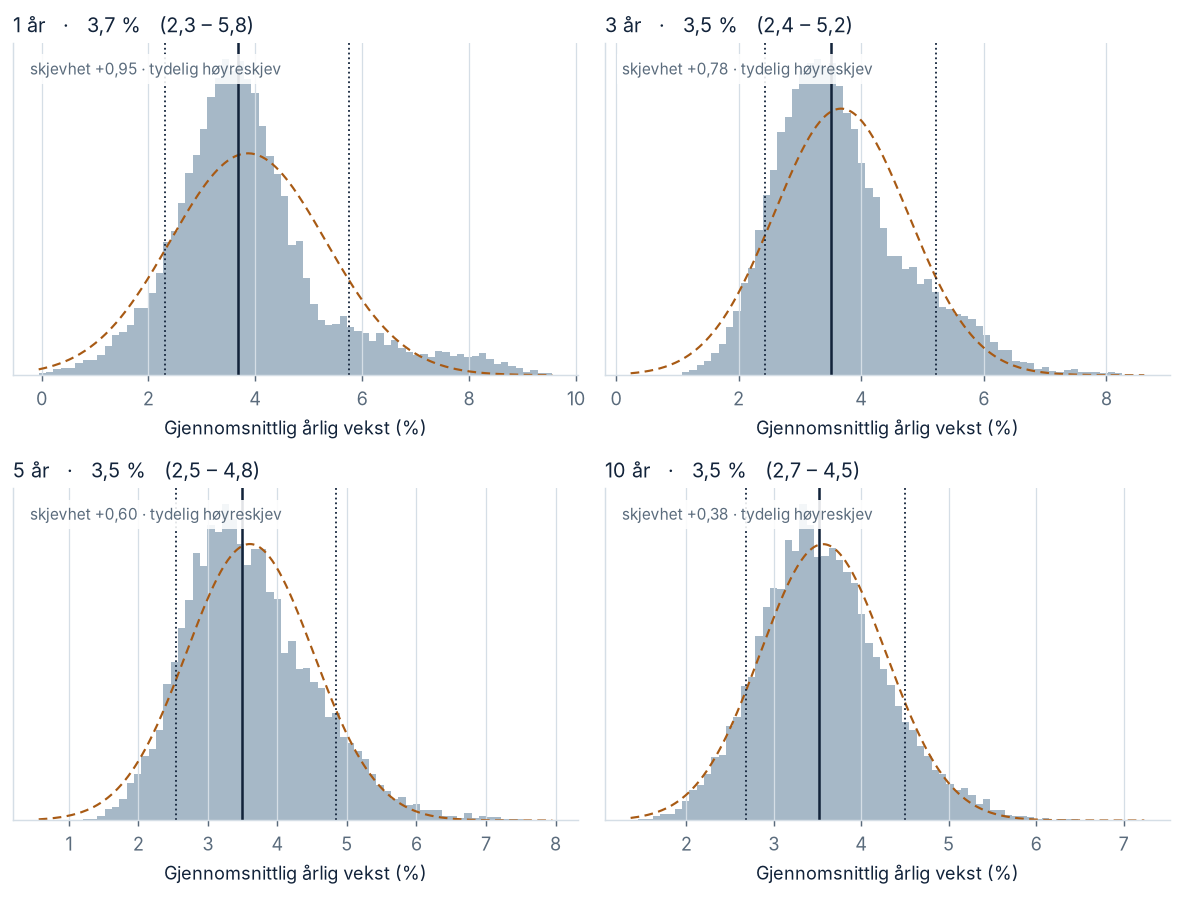 1 år · 3,7 % (2,3 – 5,8)
skjevhet +0,95 · tydelig høyreskjev
0 2 4 6 8 10
Gjennomsnittlig årlig vekst (%)
3 år · 3,5 % (2,4 – 5,2)
skjevhet +0,78 · tydelig høyreskjev
0 2 4 6 8
Gjennomsnittlig årlig vekst (%)
5 år · 3,5 % (2,5 – 4,8)
skjevhet +0,60 · tydelig høyreskjev
1 2 3 4 5 6 7 8
Gjennomsnittlig årlig vekst (%)
10 år · 3,5 % (2,7 – 4,5)
skjevhet +0,38 · tydelig høyreskjev
2 3 4 5 6 7
Gjennomsnittlig årlig vekst (%)